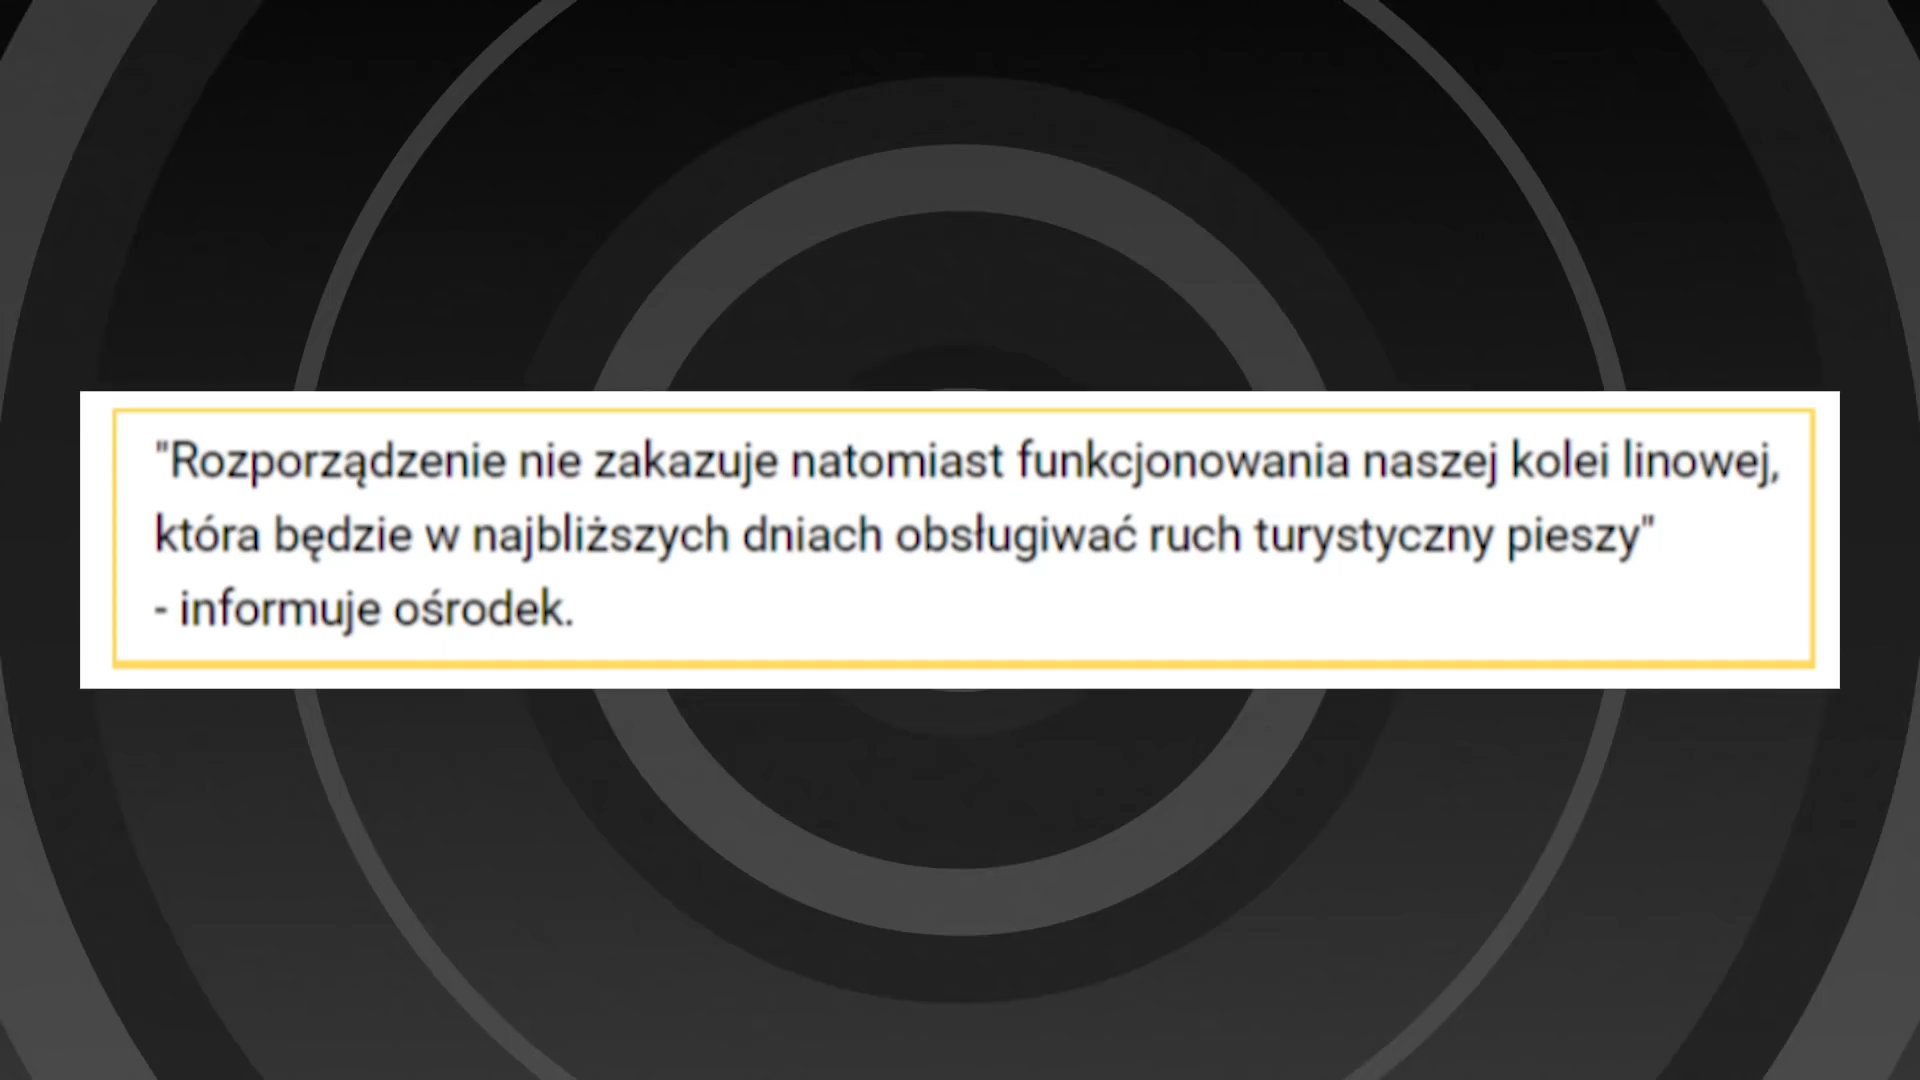 "Rozporządzenie nie zakazuje natomiast funkcjonowania naszej kolei linowej,
która będzie w najbliższych dniach obsługiwać ruch turystyczny pieszy"
- informuje ośrodek.